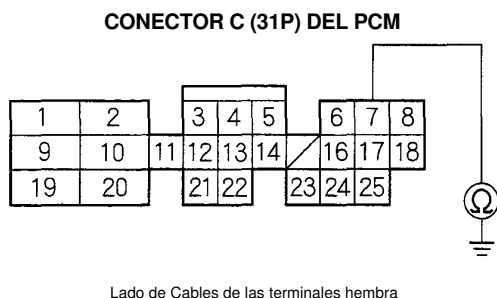 CONECTOR C (31P) DEL PCM
1 2 3 4 5 6 7 8
9 10 11 12 13 14 16 17 18
19 20 21 22 23 24 25
Ω
Lado de Cables de las terminales hembra